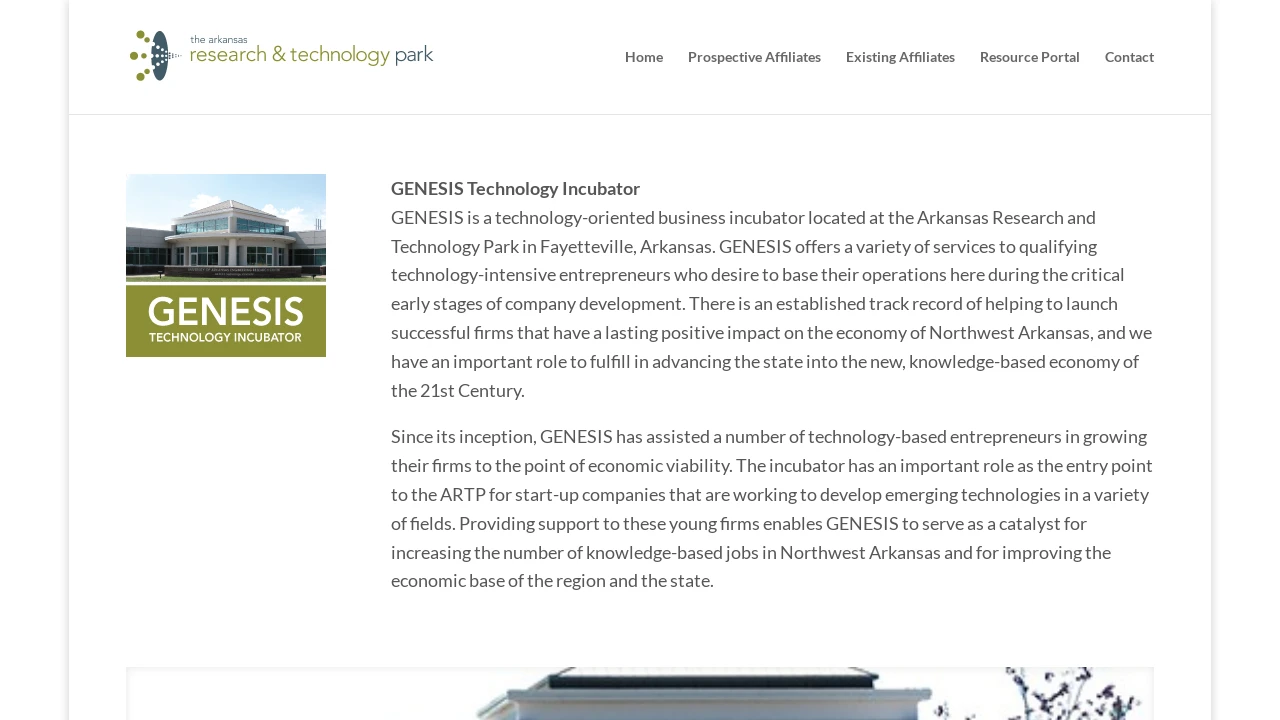 the arkansas
research & technology park
Home Prospective Affiliates Existing Affiliates Resource Portal Contact
GENESIS
TECHNOLOGY INCUBATOR
GENESIS Technology Incubator
GENESIS is a technology-oriented business incubator located at the Arkansas Research and
Technology Park in Fayetteville, Arkansas. GENESIS offers a variety of services to qualifying
technology-intensive entrepreneurs who desire to base their operations here during the critical
early stages of company development. There is an established track record of helping to launch
successful firms that have a lasting positive impact on the economy of Northwest Arkansas, and we
have an important role to fulfill in advancing the state into the new, knowledge-based economy of
the 21st Century.
Since its inception, GENESIS has assisted a number of technology-based entrepreneurs in growing
their firms to the point of economic viability. The incubator has an important role as the entry point
to the ARTP for start-up companies that are working to develop emerging technologies in a variety
of fields. Providing support to these young firms enables GENESIS to serve as a catalyst for
increasing the number of knowledge-based jobs in Northwest Arkansas and for improving the
economic base of the region and the state.